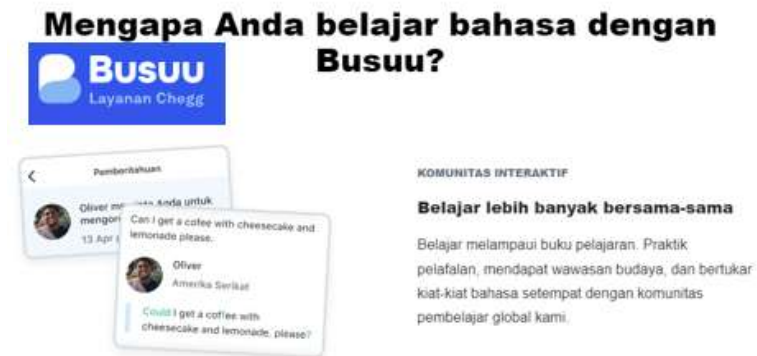 Mengapa Anda belajar bahasa dengan
Busuu?
Busuu
Layanan Chegg
Pemberitahuan
Oliver Anda untuk
13 Apr
Can I get a cofee with cheesecake and
lemonade please.
Oliver
Amerika Serikat
Could I get a coffee with
cheesecake and lemonade, please?
KOMUNITAS INTERAKTIF
Belajar lebih banyak bersama-sama
Belajar melampaui buku pelajaran. Praktik
pelafalan, mendapat wawasan budaya, dan bertukar
kiat-kiat bahasa setempat dengan komunitas
pembelajar global kami.